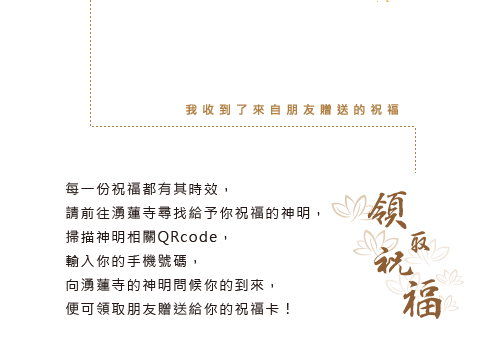 我收到了來自朋友贈送的祝福
每一份祝福都有其時效，
請前往湧蓮寺尋找給予你祝福的神明，
掃描神明相關QRcode，
輸入你的手機號碼，
向湧蓮寺的神明問候你的到來，
便可領取朋友贈送給你的祝福卡！
領取祝福